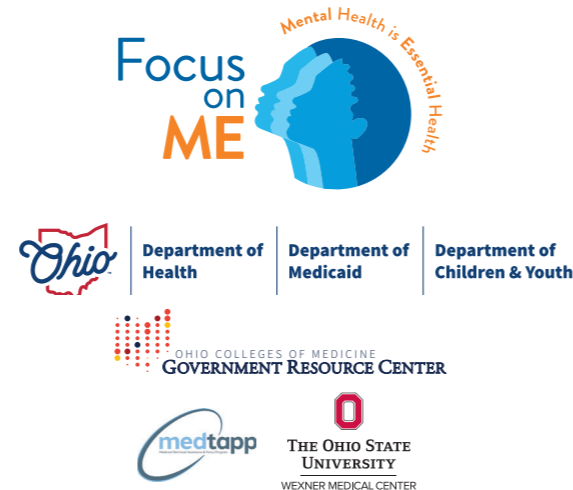 Focus
on
ME
Mental Health is Essential Health
Ohio
Department of
Health
Department of
Medicaid
Department of
Children & Youth
OHIO COLLEGES OF MEDICINE
GOVERNMENT RESOURCE CENTER
medtapp
O
THE OHIO STATE
UNIVERSITY
WEXNER MEDICAL CENTER